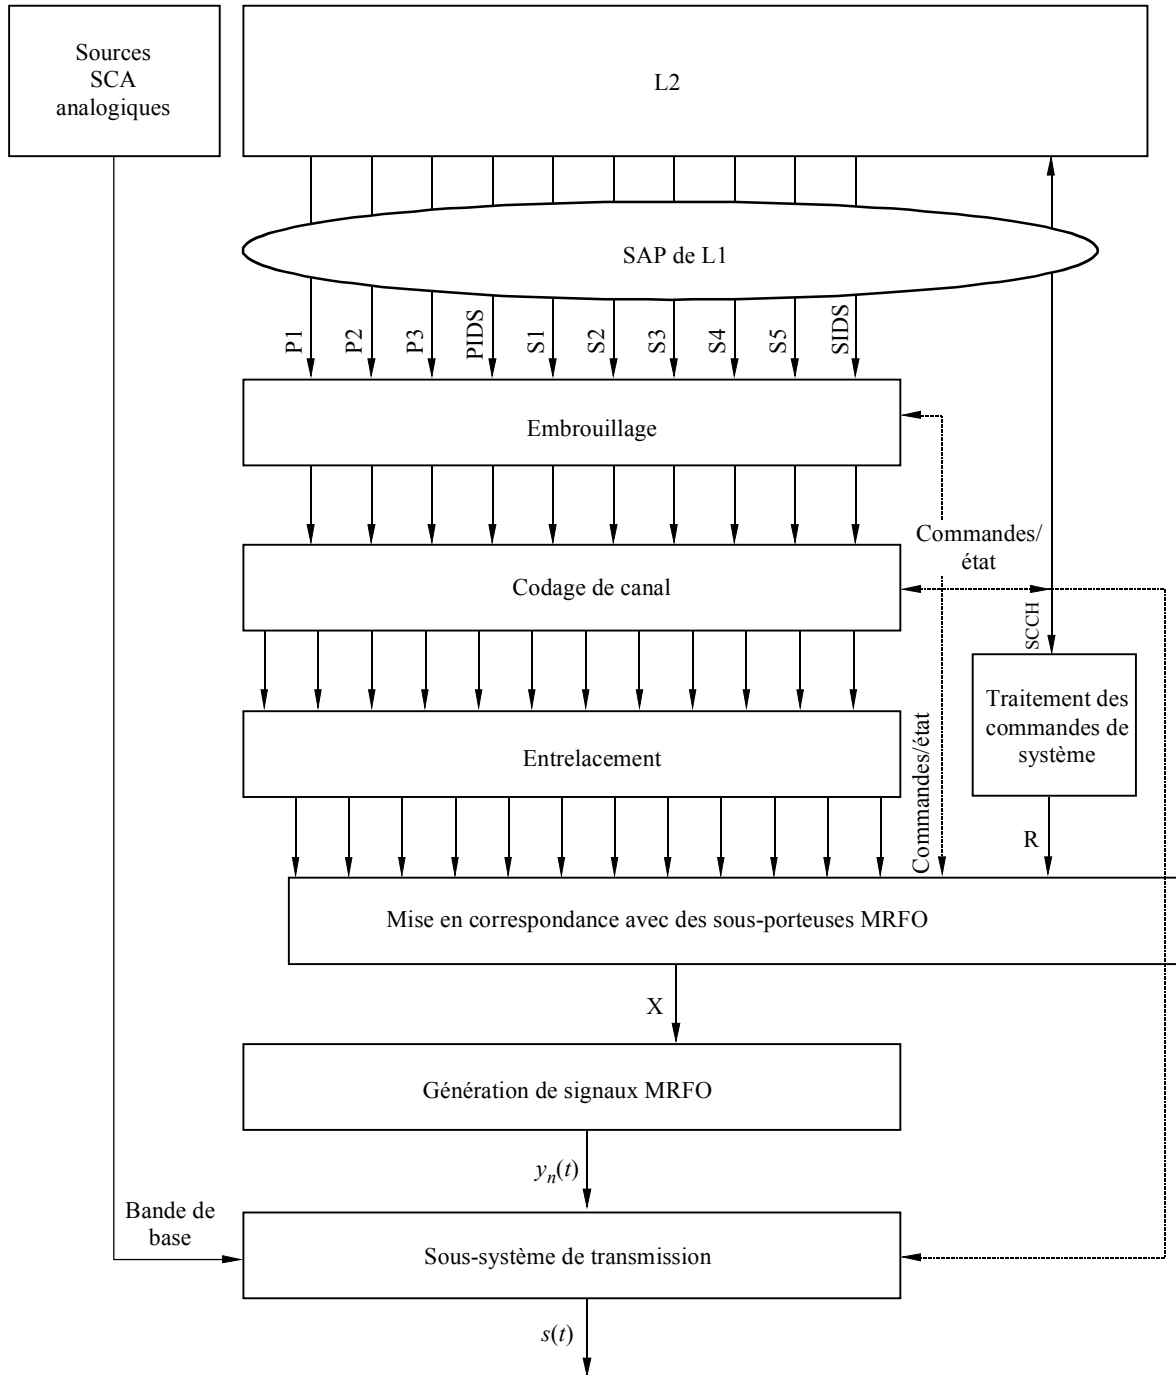 Sources
SCA
analogiques
L2
SAP de L1
P1
P2
P3
PIDS
S1
S2
S3
S4
S5
SIDS
Embrouillage
Commandes/
état
Codage de canal
SCCH
Traitement des
commandes de
système
Entrelacement
Commandes/état
R
Mise en correspondance avec des sous-porteuses MRFO
X
Génération de signaux MRFO
yn(t)
Bande de
base
Sous-système de transmission
s(t)